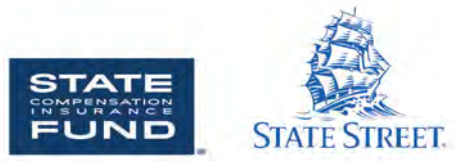 STATE
COMPENSATION
INSURANCE
FUND
STATE STREET.